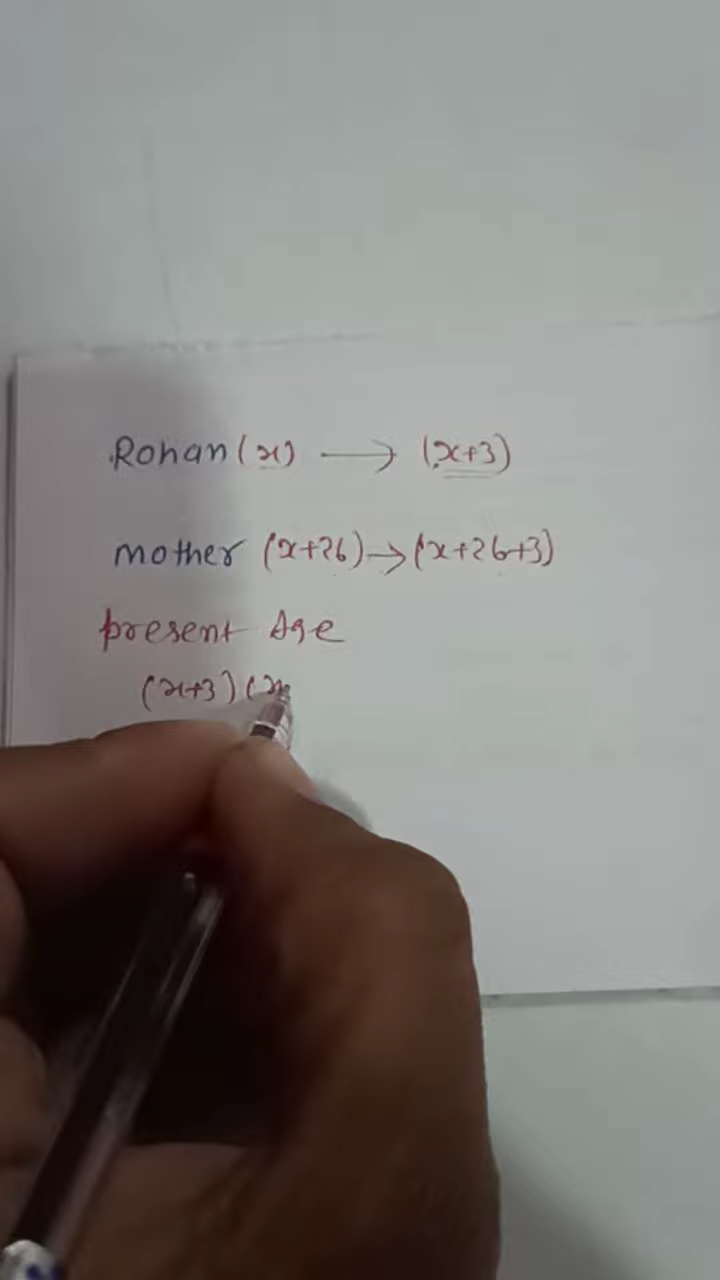 Rohan (x) → (x+3)
mother (x+26) → (x+26+3)
present Age
(x+3) (x